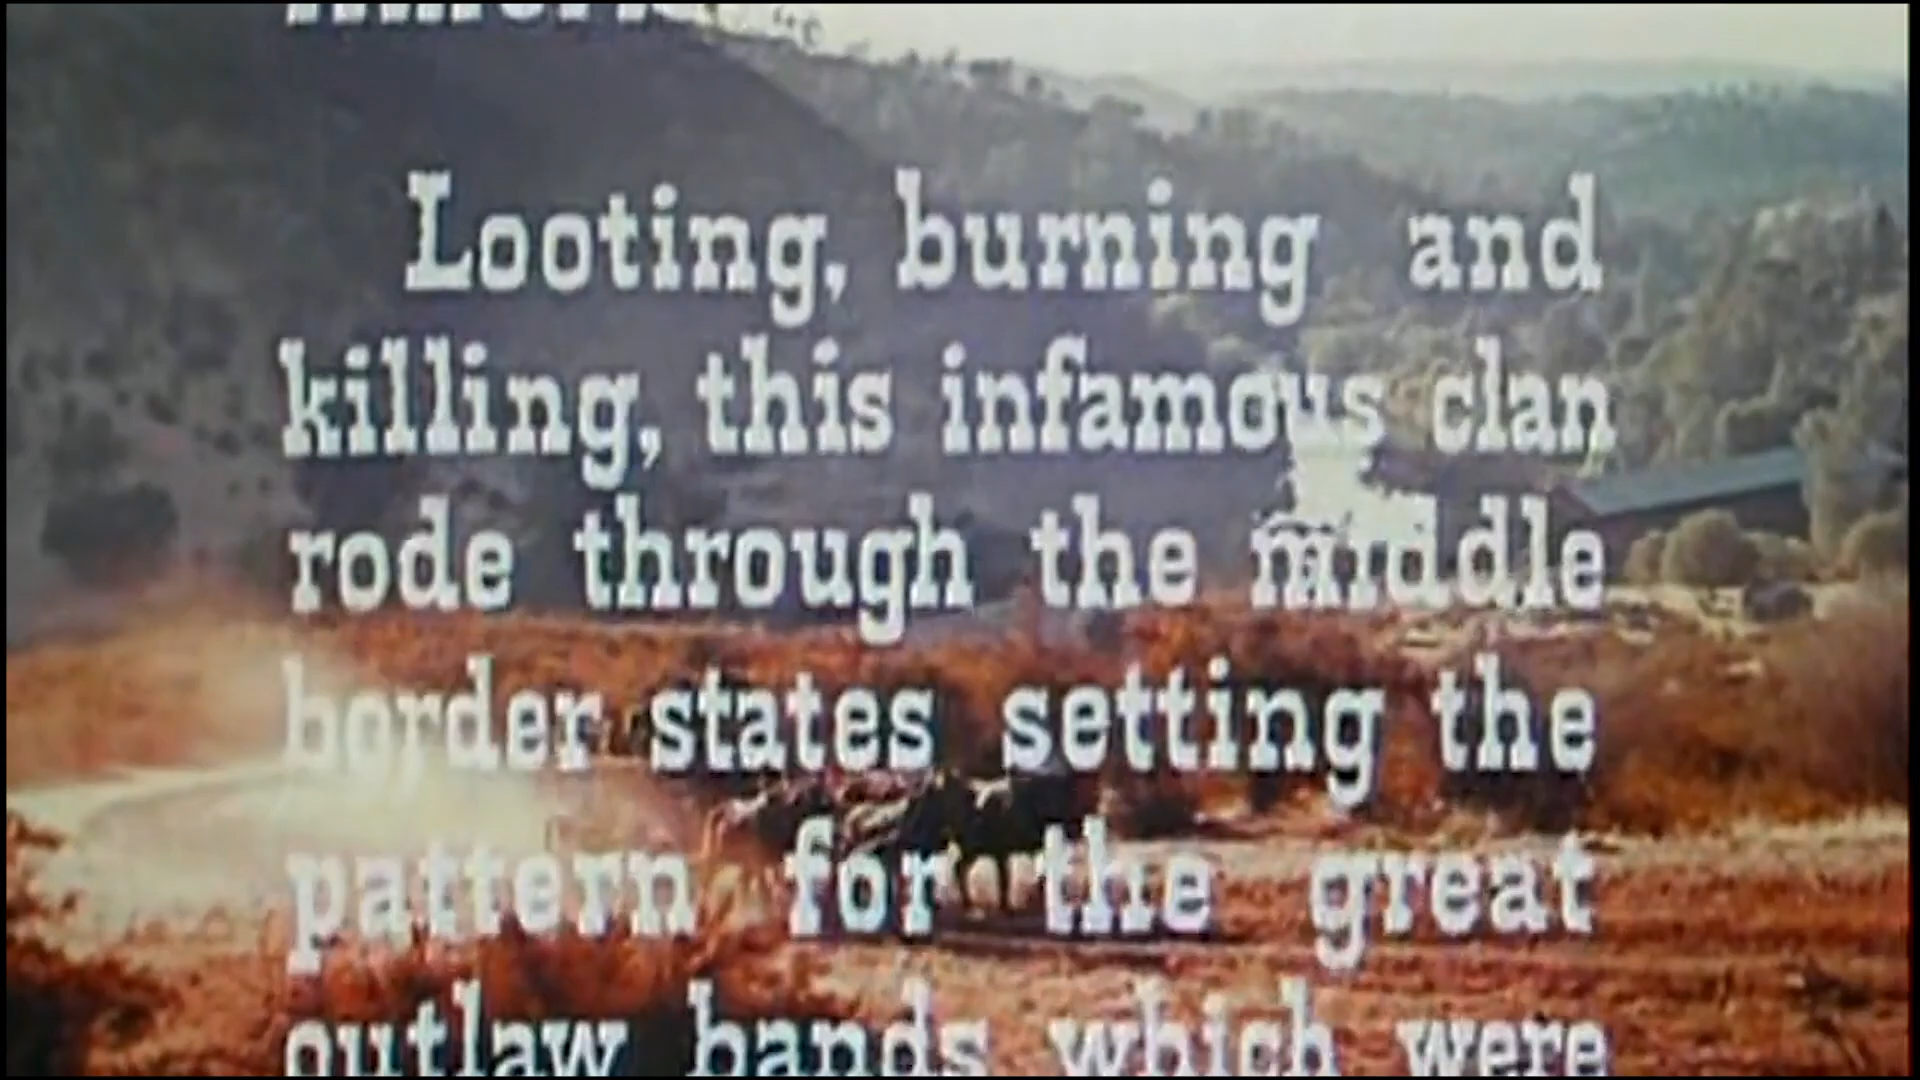 Looting, burning and
killing, this infamous clan
rode through the middle
border states setting the
pattern for the great
outlaw bands which were